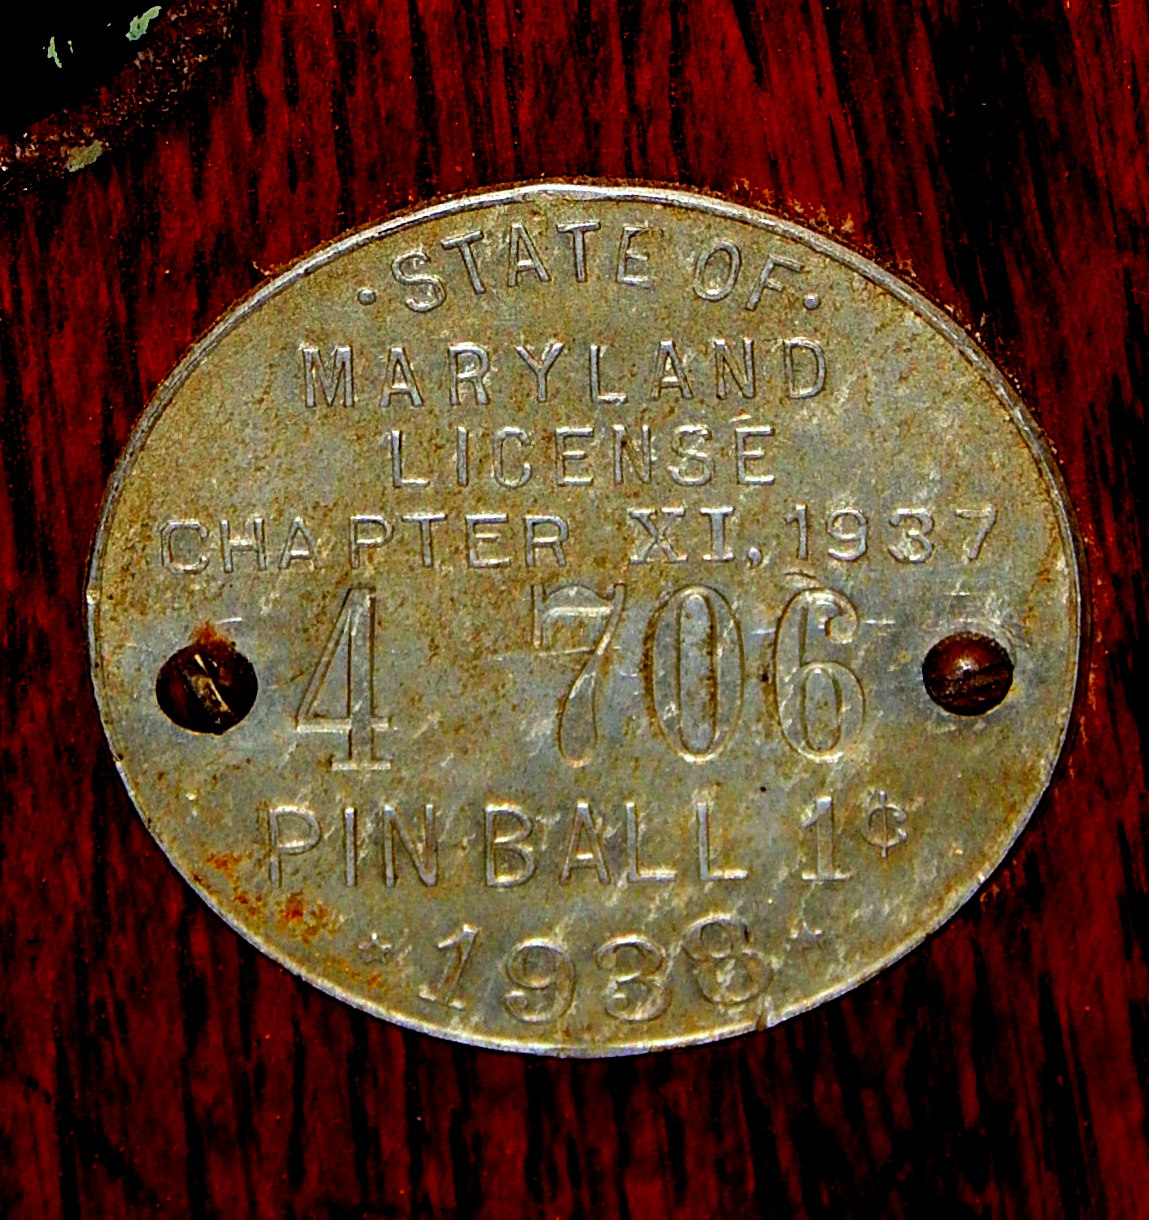 ·STATE OF·
MARYLAND
LICENSE
CHAPTER XI, 1937
4 706
PIN BALL 1¢
★ 1938 ★